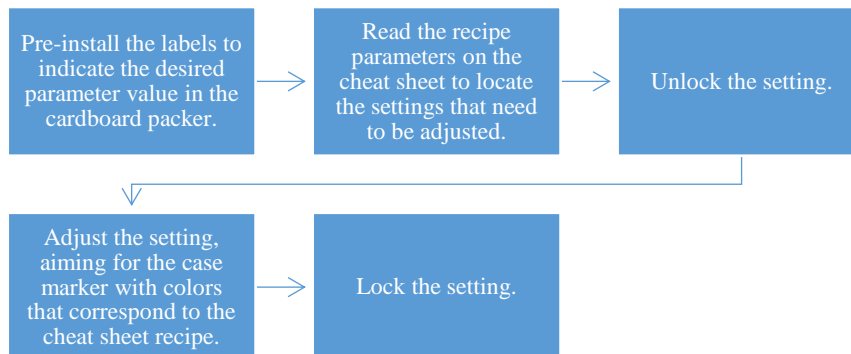 Pre-install the labels to
indicate the desired
parameter value in the
cardboard packer.
Read the recipe
parameters on the
cheat sheet to locate
the settings that need
to be adjusted.
Unlock the setting.
Adjust the setting,
aiming for the case
marker with colors
that correspond to the
cheat sheet recipe.
Lock the setting.